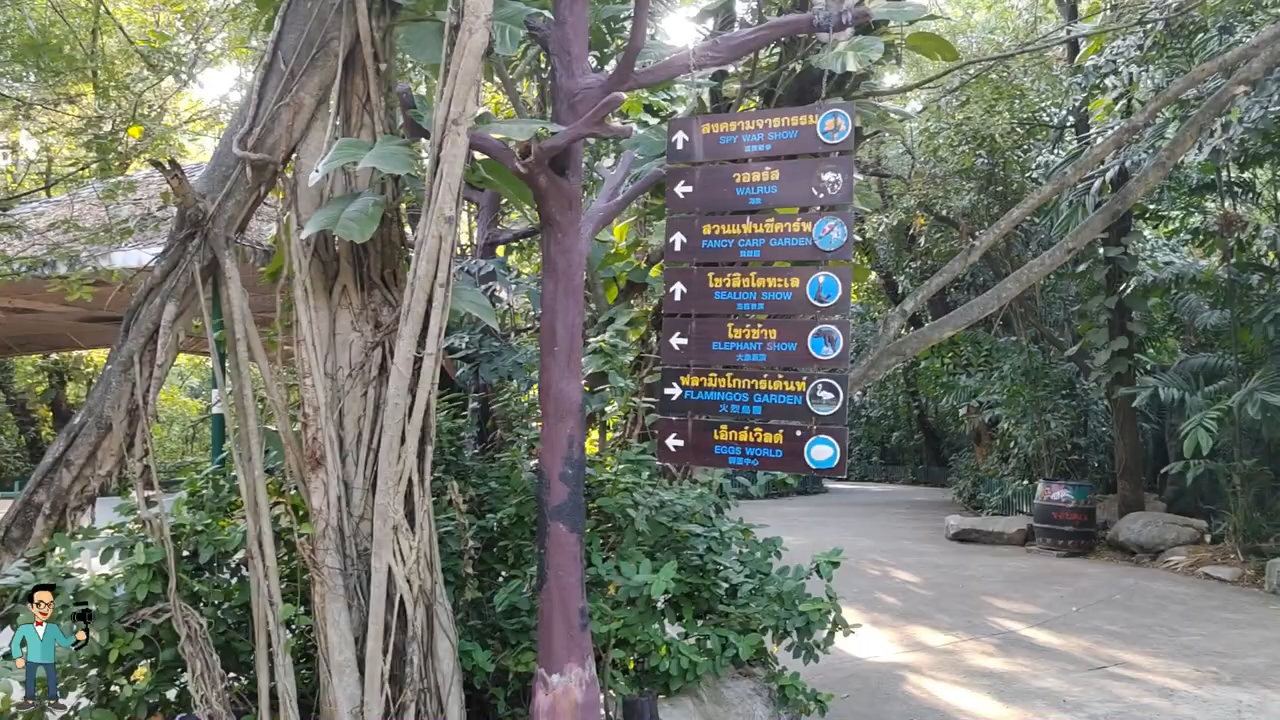 สงครามจารกรรม
SPY WAR SHOW
วอลรัส
WALRUS
สวนแฟนซีคาร์พ
FANCY CARP GARDEN
โชว์สิงโตทะเล
SEALION SHOW
โชว์ช้าง
ELEPHANT SHOW
大象表演
ฟลามิงโกการ์เด้นท์
FLAMINGOS GARDEN
火烈鳥園
เอ็กส์เวิลด์
EGGS WORLD